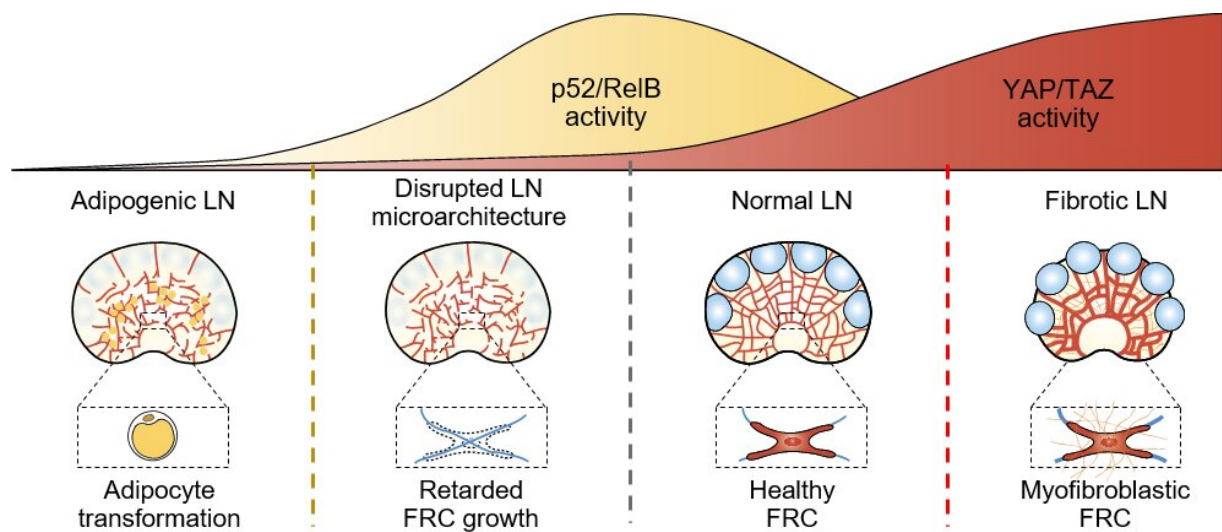 p52/RelB
activity
YAP/TAZ
activity
Adipogenic LN
Disrupted LN
microarchitecture
Normal LN
Fibrotic LN
Adipocyte
transformation
Retarded
FRC growth
Healthy
FRC
Myofibroblastic
FRC